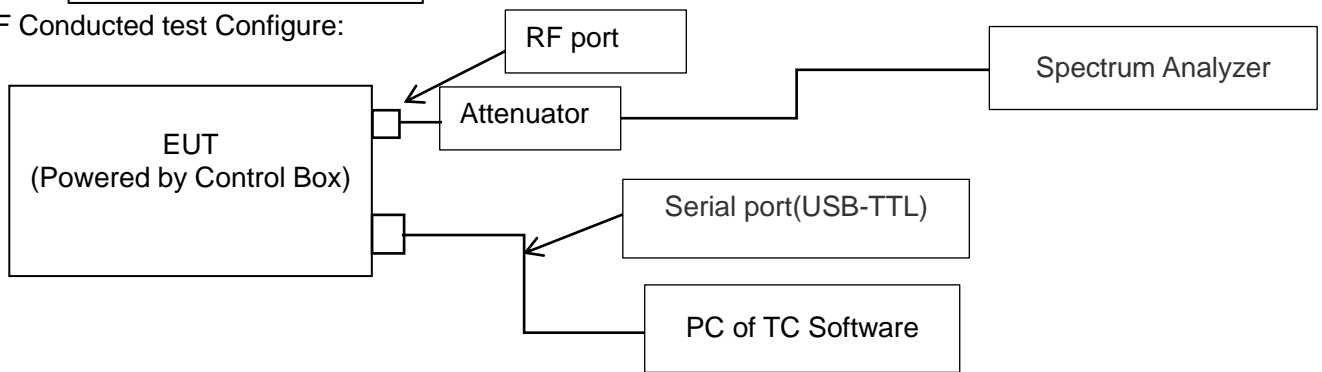 F Conducted test Configure:
RF port
Spectrum Analyzer
Attenuator
EUT
(Powered by Control Box)
Serial port(USB-TTL)
PC of TC Software